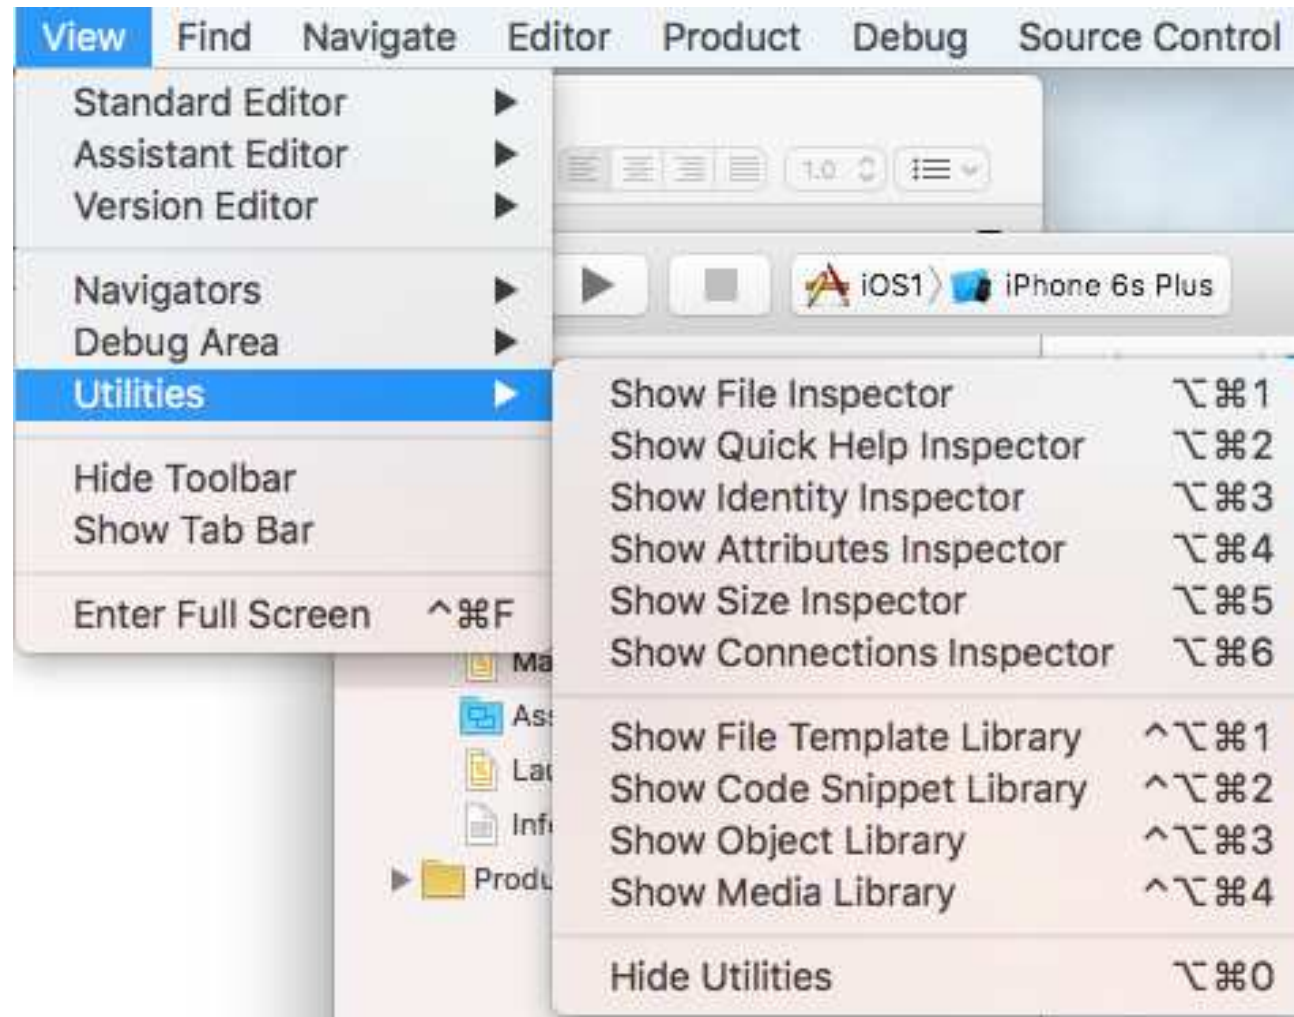 View Find Navigate Editor Product Debug Source Control
Standard Editor ▶
Assistant Editor ▶
Version Editor ▶
1.0
Navigators ▶
Debug Area ▶
Utilities ▶
Hide Toolbar
Show Tab Bar
Enter Full Screen ^⌘F
iOS1 〉 iPhone 6s Plus
Show File Inspector ⌥⌘1
Show Quick Help Inspector ⌥⌘2
Show Identity Inspector ⌥⌘3
Show Attributes Inspector ⌥⌘4
Show Size Inspector ⌥⌘5
Show Connections Inspector ⌥⌘6
Show File Template Library ^⌥⌘1
Show Code Snippet Library ^⌥⌘2
Show Object Library ^⌥⌘3
Show Media Library ^⌥⌘4
Hide Utilities ⌥⌘0